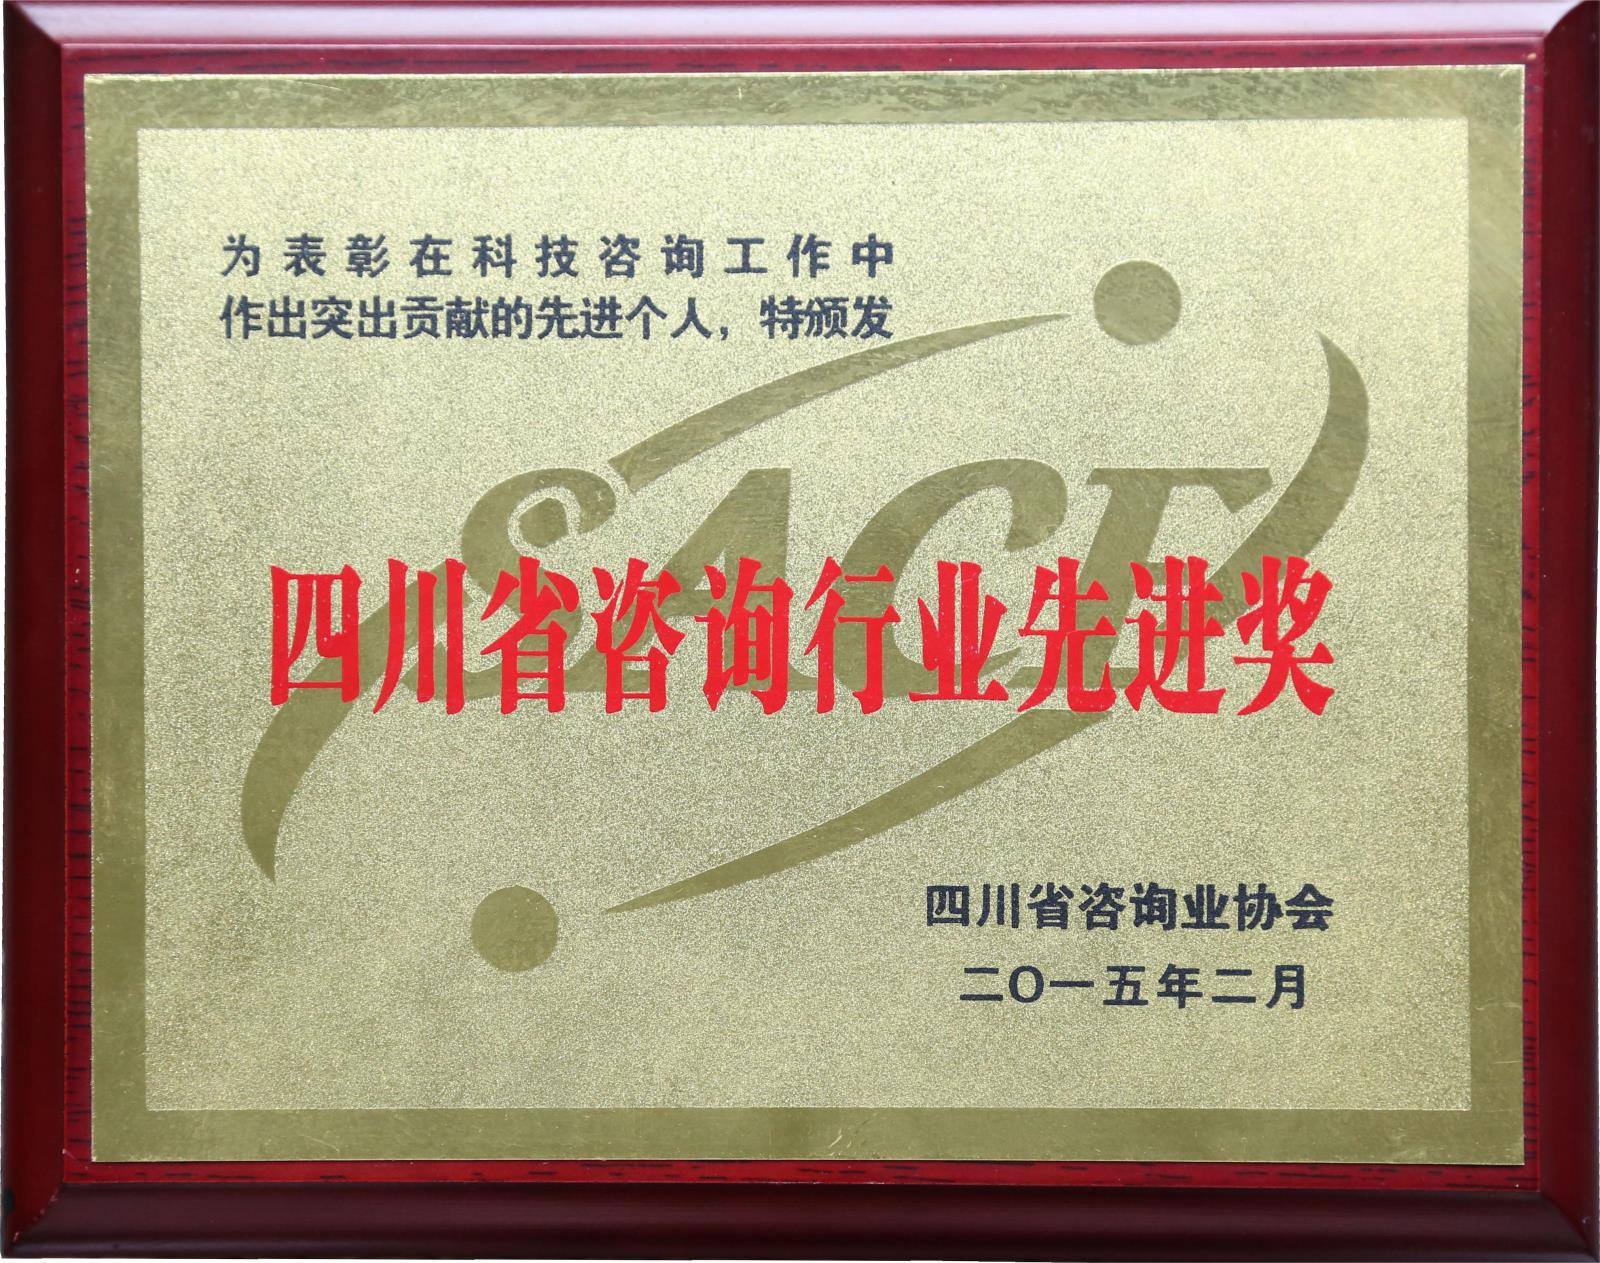 为表彰在科技咨询工作中
作出突出贡献的先进个人，特颁发
SACE
四川省咨询行业先进奖
四川省咨询业协会
二〇一五年二月